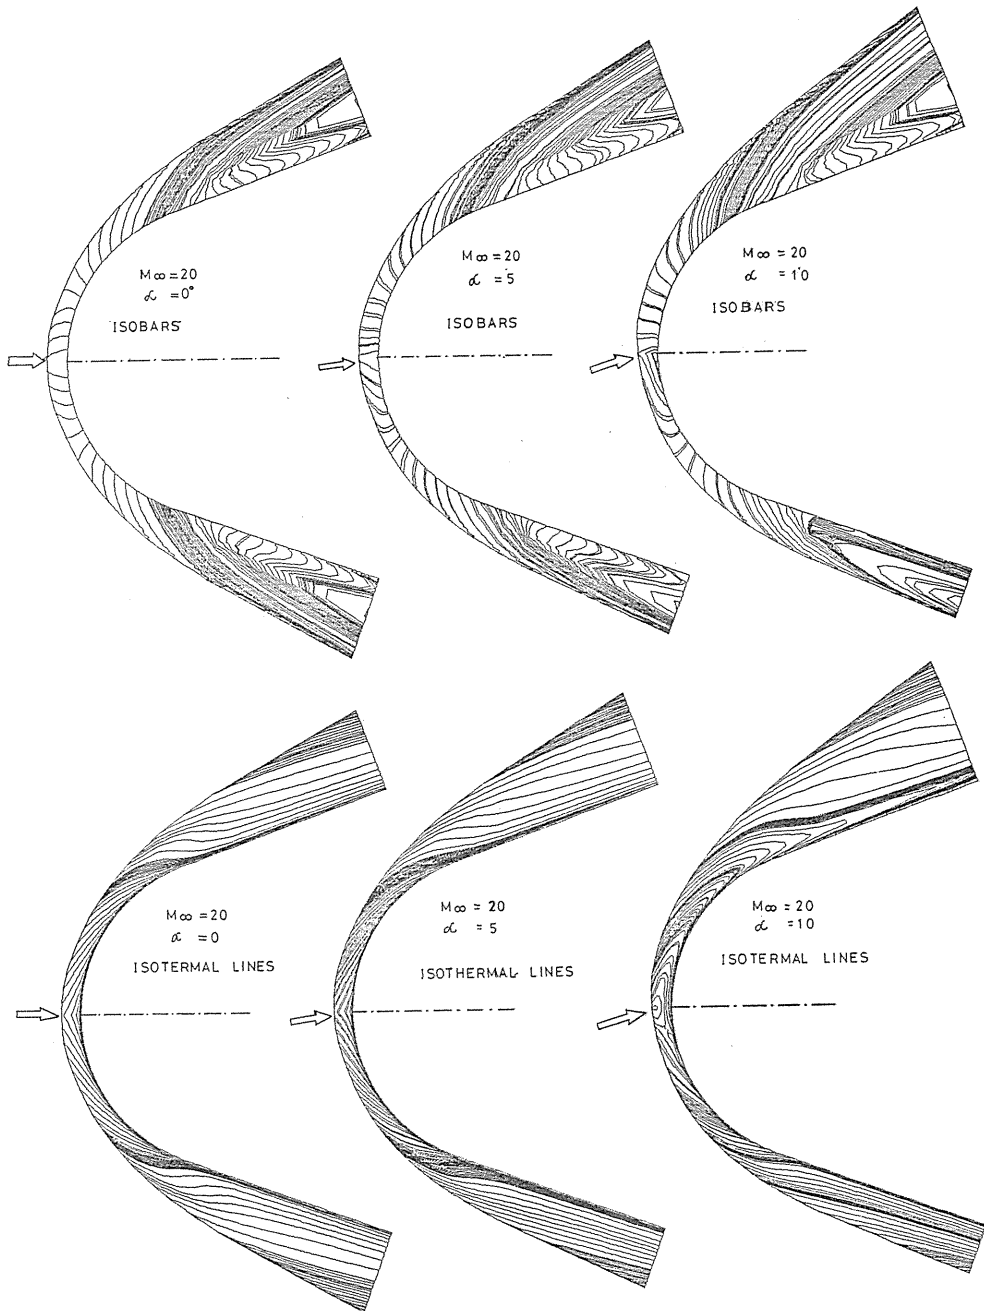 M∞=20
α =0°
ISOBARS
M∞=20
α =5
ISOBARS
M∞=20
α =10
ISOBARS
M∞=20
α =0
ISOTERMAL LINES
M∞=20
α =5
ISOTHERMAL LINES
M∞=20
α =10
ISOTERMAL LINES